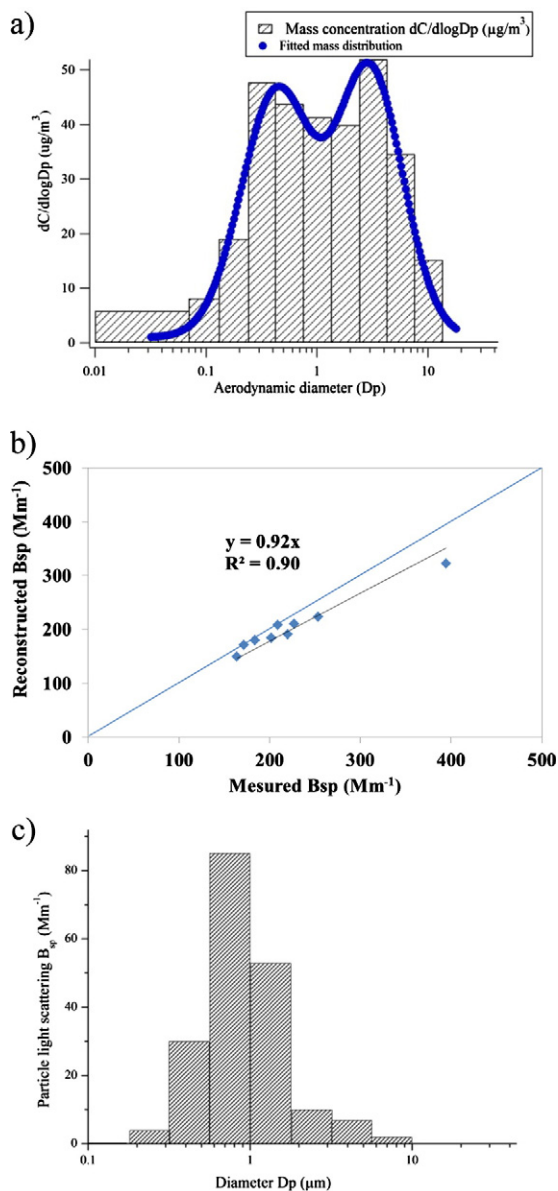 a)
Mass concentration dC/dlogDp (µg/m³)
Fitted mass distribution
dC/dlogDp (ug/m³)
50
40
30
20
10
0
0.01 0.1 1 10
Aerodynamic diameter (Dp)
b)
Reconstructed Bsp (Mm⁻¹)
500
400
300
200
100
0
y = 0.92x
R² = 0.90
0 100 200 300 400 500
Mesured Bsp (Mm⁻¹)
c)
Particle light scattering Bsp (Mm⁻¹)
80
60
40
20
0
0.1 1 10
Diameter Dp (µm)